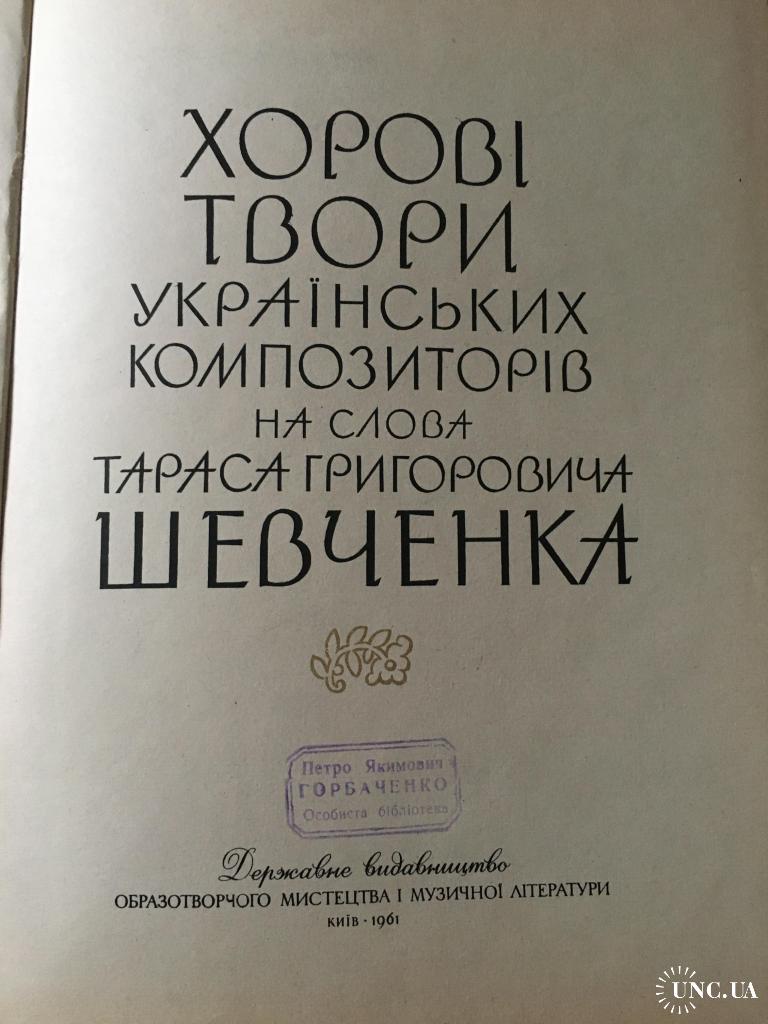 ХОРОВІ
ТВОРИ
УКРАЇНСЬКИХ
КОМПОЗИТОРІВ
НА СЛОВА
ТАРАСА ГРИГОРОВИЧА
ШЕВЧЕНКА
Петро Якимович
ГОРБАЧЕНКО
Особиста бібліотека
Державне видавництво
ОБРАЗОТВОРЧОГО МИСТЕЦТВА І МУЗИЧНОЇ ЛІТЕРАТУРИ
КИЇВ · 1961
UNC.UA